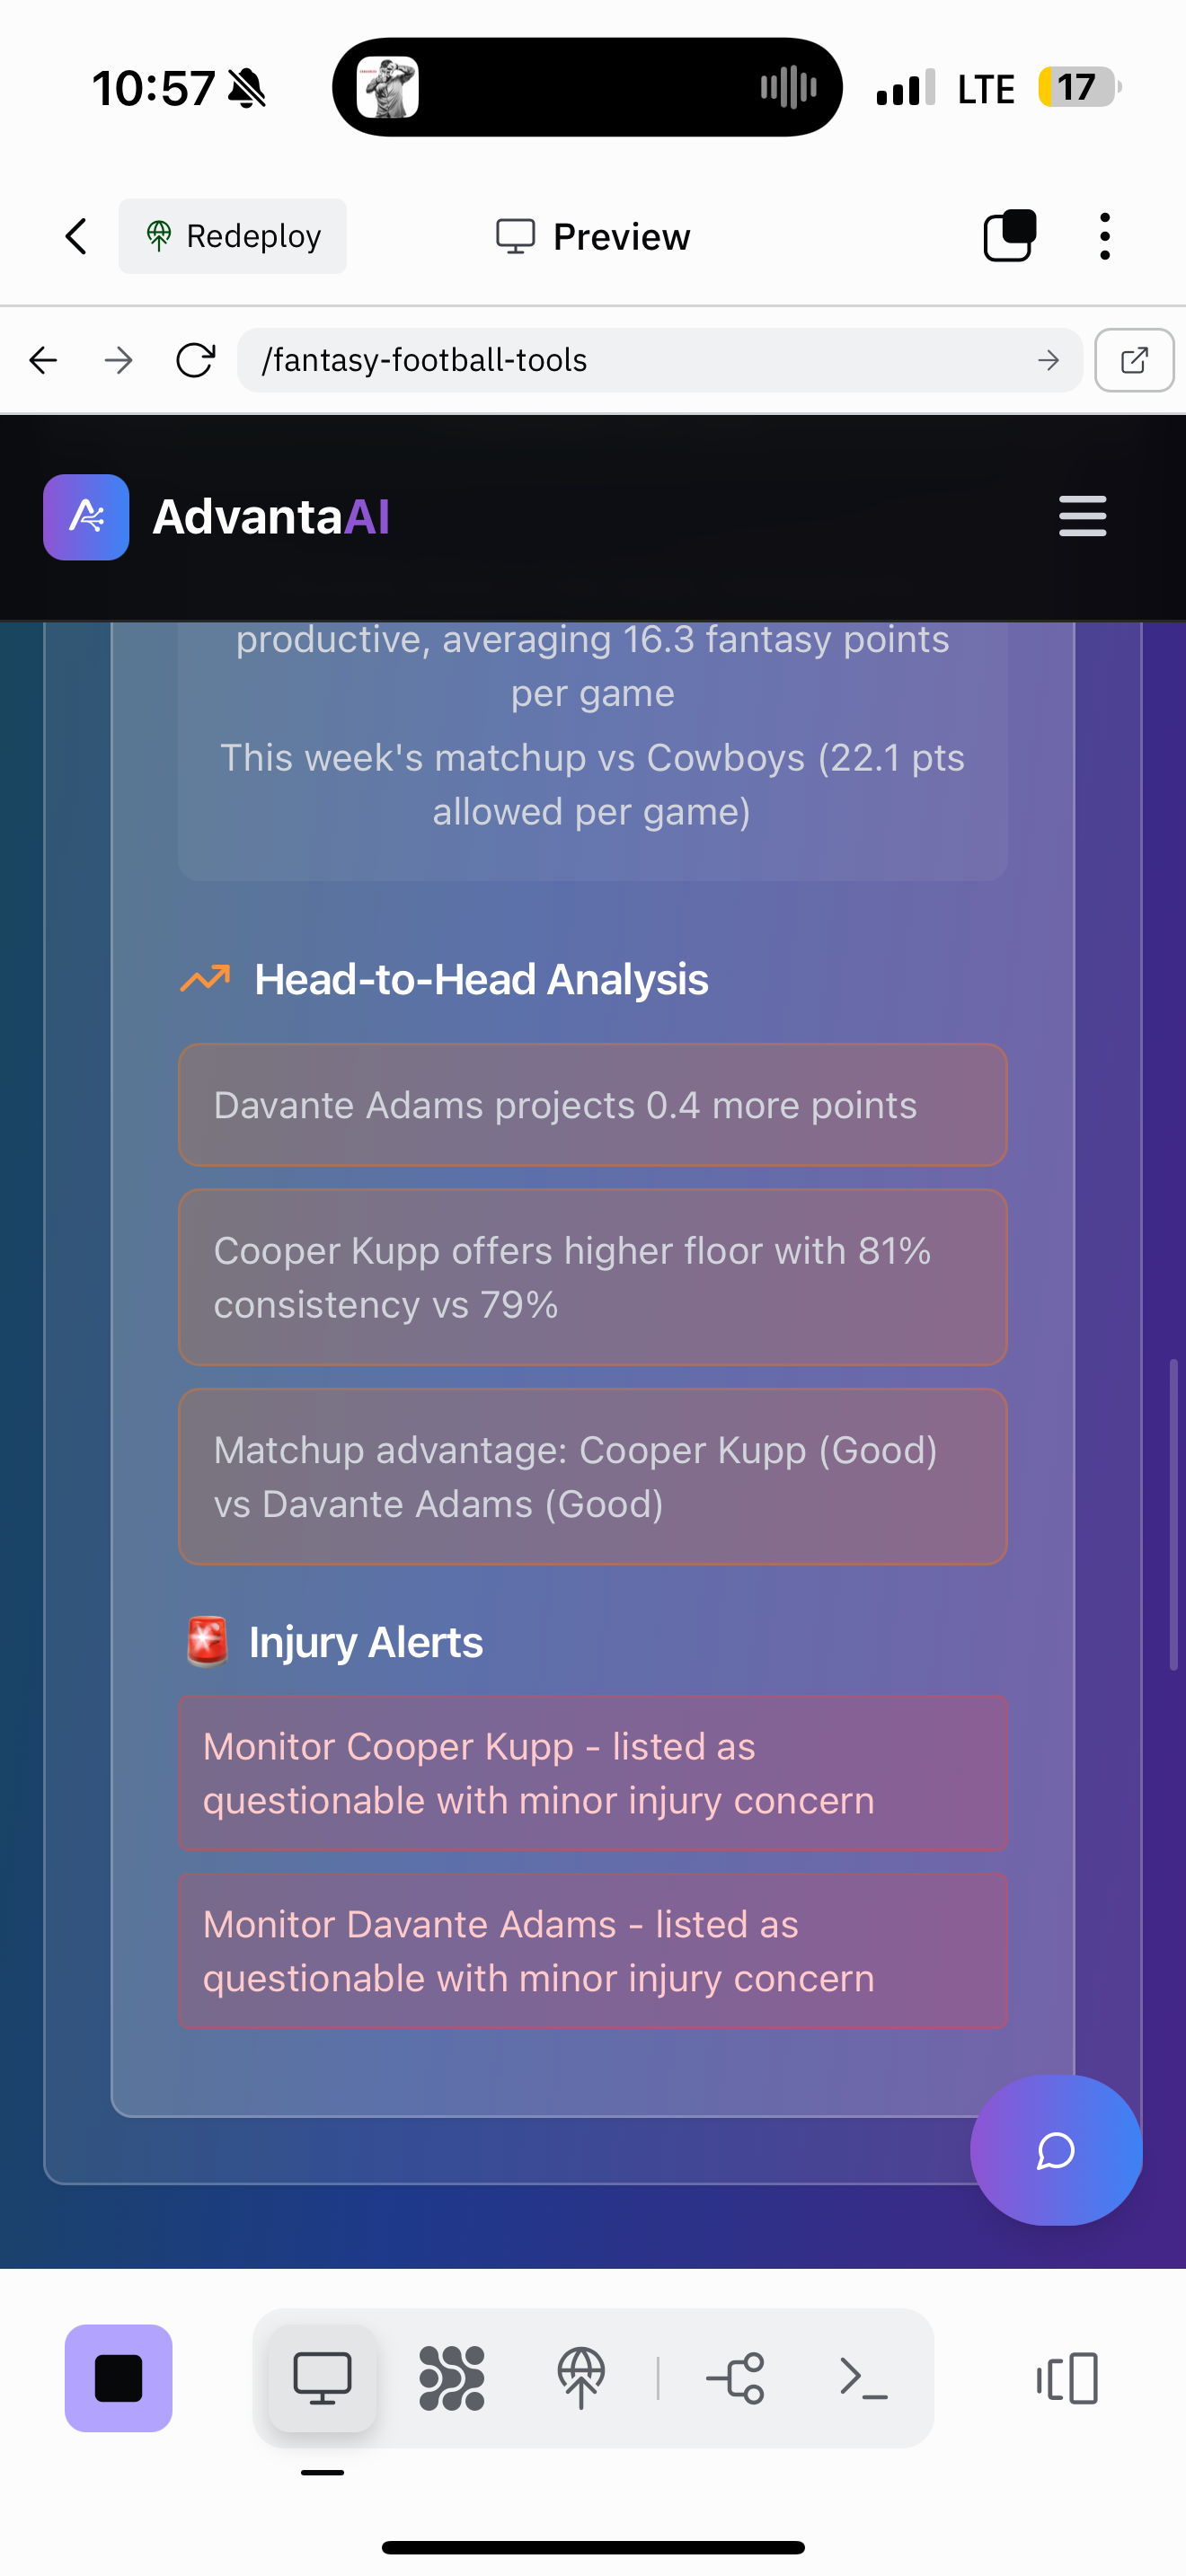 10:57
LTE
17
Redeploy
Preview
/fantasy-football-tools
AdvantaAI
productive, averaging 16.3 fantasy points
per game
This week's matchup vs Cowboys (22.1 pts
allowed per game)
Head-to-Head Analysis
Davante Adams projects 0.4 more points
Cooper Kupp offers higher floor with 81%
consistency vs 79%
Matchup advantage: Cooper Kupp (Good)
vs Davante Adams (Good)
Injury Alerts
Monitor Cooper Kupp - listed as
questionable with minor injury concern
Monitor Davante Adams - listed as
questionable with minor injury concern